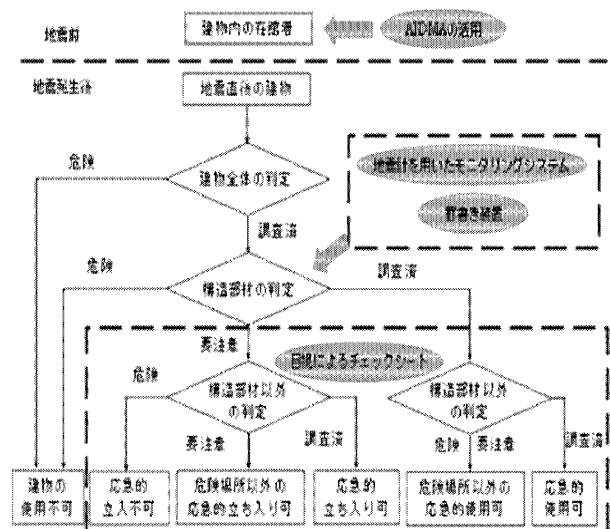 地震前
建物内の在館者
AIDMAの活用
地震発生後
地震直後の建物
危険
建物全体の判定
地震計を用いたモニタリングシステム
罫書き装置
調査済
危険
構造部材の判定
調査済
要注意
目視によるチェックシート
危険
構造部材以外
の判定
構造部材以外
の判定
要注意
調査済
危険
要注意
調査済
建物の
使用不可
応急的
立入不可
危険場所以外の
応急的立ち入り可
応急的
立ち入り可
危険場所以外の
応急的使用可
応急的
使用可